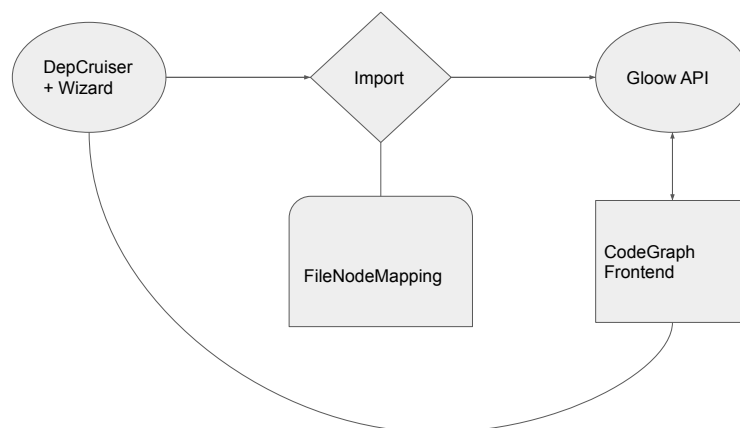 DepCruiser
+ Wizard
Import
Gloow API
FileNodeMapping
CodeGraph
Frontend